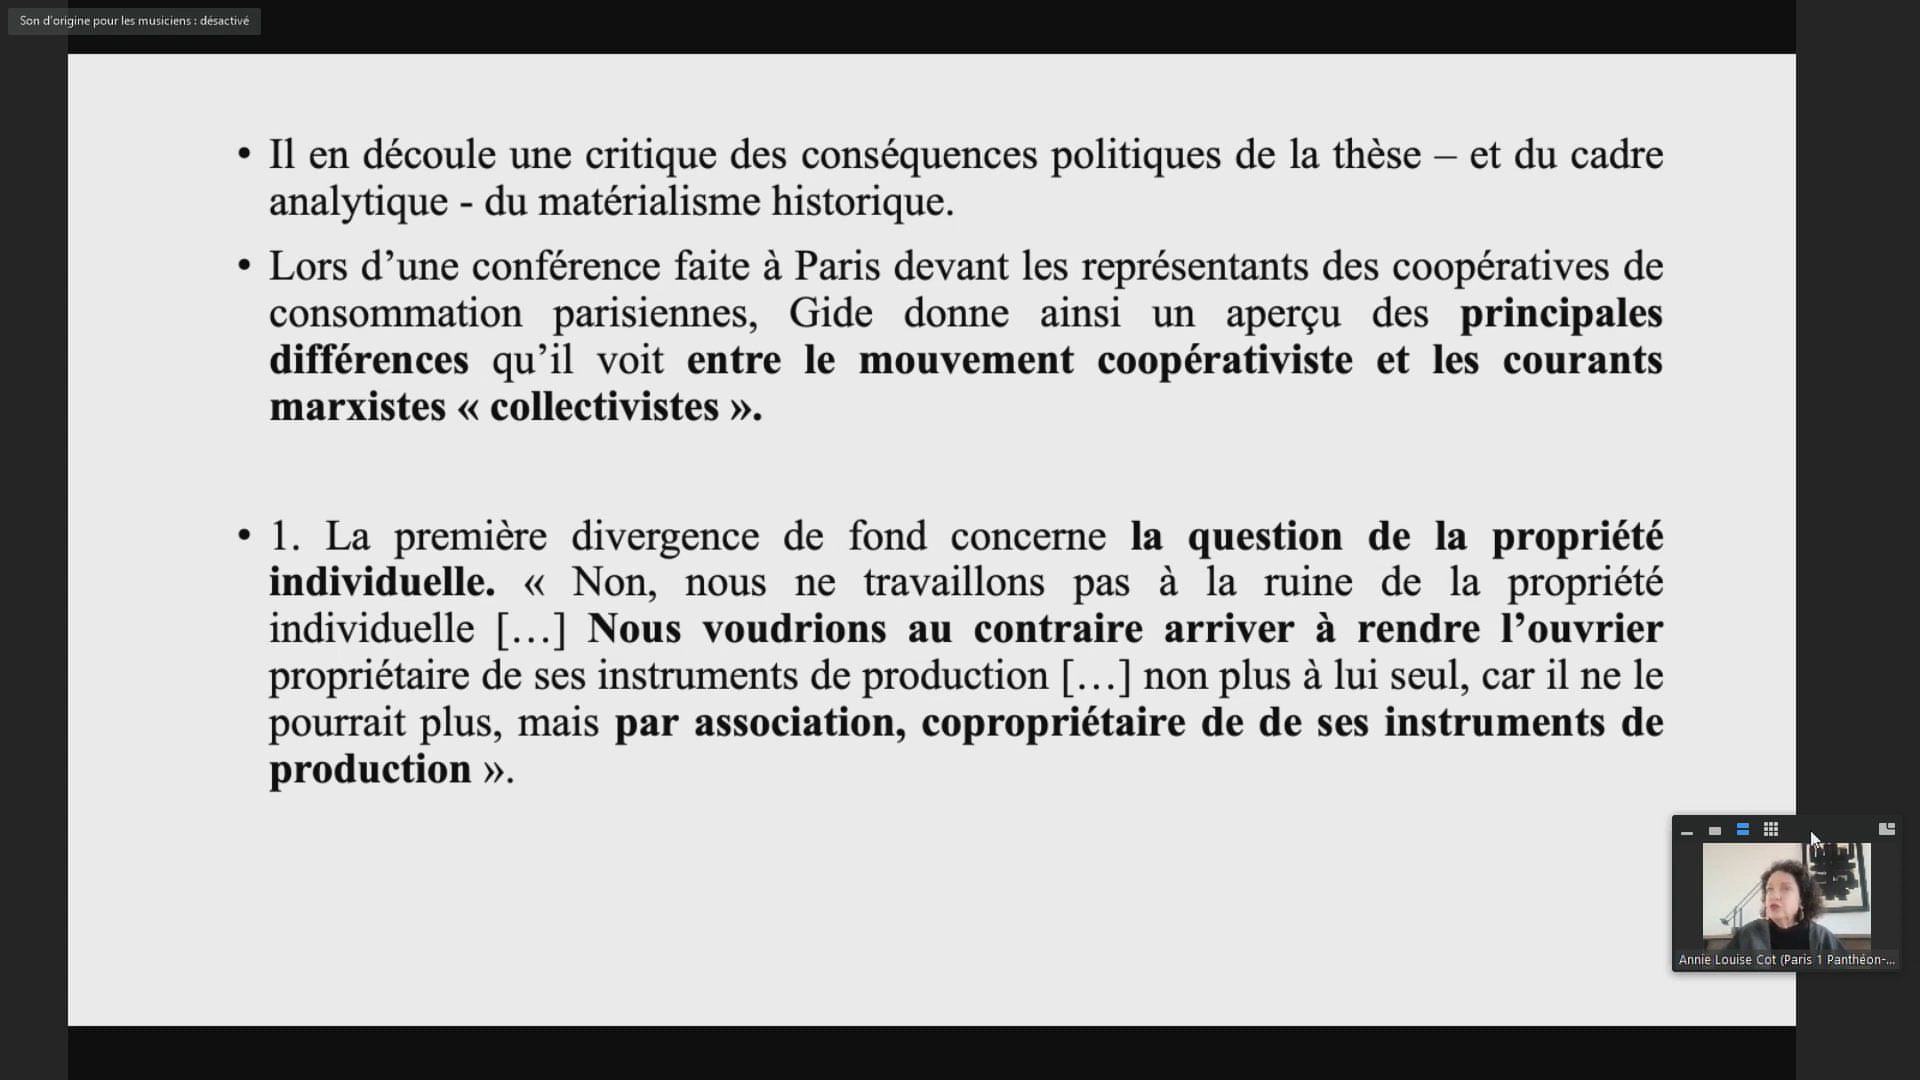 Son d'origine pour les musiciens : désactivé
• Il en découle une critique des conséquences politiques de la thèse – et du cadre
analytique - du matérialisme historique.
• Lors d’une conférence faite à Paris devant les représentants des coopératives de
consommation parisiennes, Gide donne ainsi un aperçu des principales
différences qu’il voit entre le mouvement coopérativiste et les courants
marxistes « collectivistes ».
• 1. La première divergence de fond concerne la question de la propriété
individuelle. « Non, nous ne travaillons pas à la ruine de la propriété
individuelle […] Nous voudrions au contraire arriver à rendre l’ouvrier
propriétaire de ses instruments de production […] non plus à lui seul, car il ne le
pourrait plus, mais par association, copropriétaire de de ses instruments de
production ».
Annie Louise Cot (Paris 1 Panthéon-...